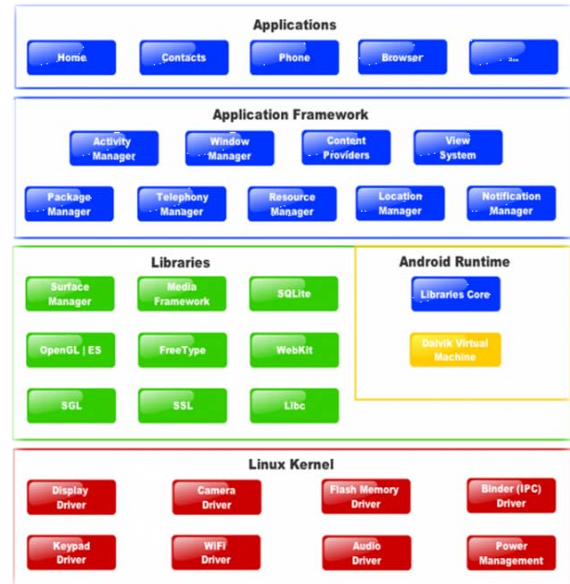 Applications
Home
Contacts
Phone
Browser
...
Application Framework
Activity
Manager
Window
Manager
Content
Providers
View
System
Package
Manager
Telephony
Manager
Resource
Manager
Location
Manager
Notification
Manager
Libraries
Surface
Manager
Media
Framework
SQLite
OpenGL | ES
FreeType
WebKit
SGL
SSL
Libc
Android Runtime
Libraries Core
Dalvik Virtual
Machine
Linux Kernel
Display
Driver
Camera
Driver
Flash Memory
Driver
Binder (IPC)
Driver
Keypad
Driver
WiFi
Driver
Audio
Driver
Power
Management